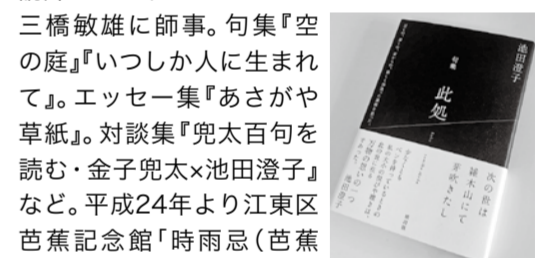 三橋敏雄に師事。句集『空
の庭』『いつしか人に生まれ
て』。エッセー集『あさがや
草紙』。対談集『兜太百句を
読む・金子兜太×池田澄子』
など。平成24年より江東区
芭蕉記念館「時雨忌（芭蕉
池田澄子
句集
此処
次の世は
雑木山にて
芽吹きたし
池田澄子